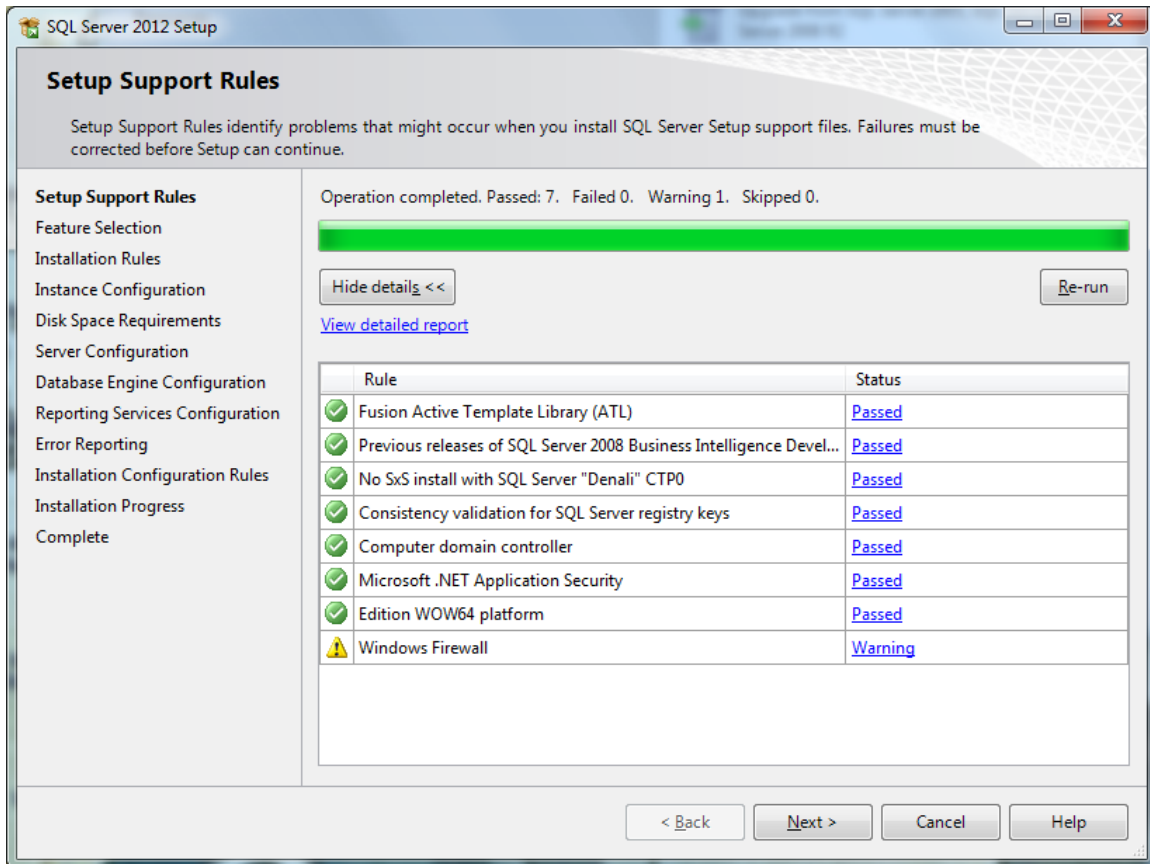 SQL Server 2012 Setup
Setup Support Rules
Setup Support Rules identify problems that might occur when you install SQL Server Setup support files. Failures must be
corrected before Setup can continue.
Setup Support Rules
Feature Selection
Installation Rules
Instance Configuration
Disk Space Requirements
Server Configuration
Database Engine Configuration
Reporting Services Configuration
Error Reporting
Installation Configuration Rules
Installation Progress
Complete
Operation completed. Passed: 7. Failed 0. Warning 1. Skipped 0.
Hide details <<
Re-run
View detailed report
Rule Status
Fusion Active Template Library (ATL) Passed
Previous releases of SQL Server 2008 Business Intelligence Devel... Passed
No SxS install with SQL Server "Denali" CTP0 Passed
Consistency validation for SQL Server registry keys Passed
Computer domain controller Passed
Microsoft .NET Application Security Passed
Edition WOW64 platform Passed
Windows Firewall Warning
< Back Next > Cancel Help